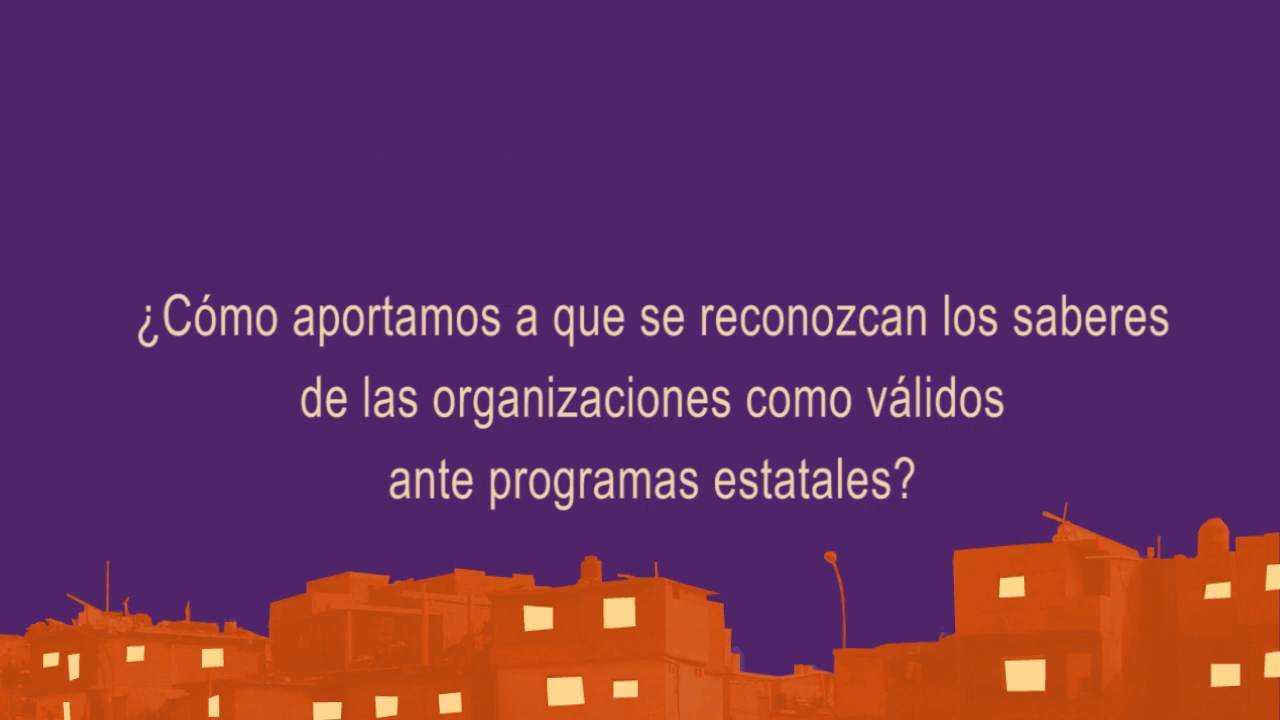 ¿Cómo aportamos a que se reconozcan los saberes
de las organizaciones como válidos
ante programas estatales?